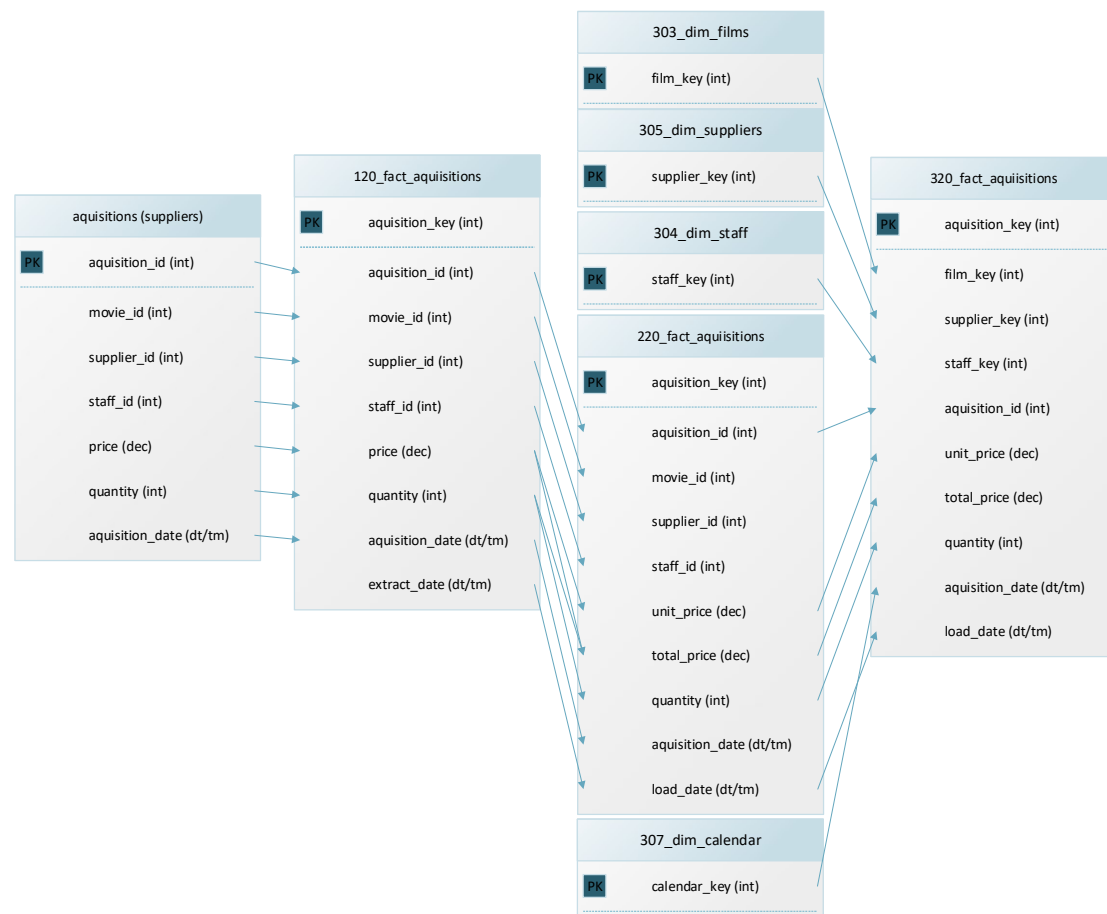 aquisitions (suppliers)
PK aquisition_id (int)
movie_id (int)
supplier_id (int)
staff_id (int)
price (dec)
quantity (int)
aquisition_date (dt/tm)
120_fact_aquiisitions
PK aquisition_key (int)
aquisition_id (int)
movie_id (int)
supplier_id (int)
staff_id (int)
price (dec)
quantity (int)
aquisition_date (dt/tm)
extract_date (dt/tm)
303_dim_films
PK film_key (int)
305_dim_suppliers
PK supplier_key (int)
304_dim_staff
PK staff_key (int)
220_fact_aquiisitions
PK aquisition_key (int)
aquisition_id (int)
movie_id (int)
supplier_id (int)
staff_id (int)
unit_price (dec)
total_price (dec)
quantity (int)
aquisition_date (dt/tm)
load_date (dt/tm)
307_dim_calendar
PK calendar_key (int)
320_fact_aquiisitions
PK aquisition_key (int)
film_key (int)
supplier_key (int)
staff_key (int)
aquisition_id (int)
unit_price (dec)
total_price (dec)
quantity (int)
aquisition_date (dt/tm)
load_date (dt/tm)